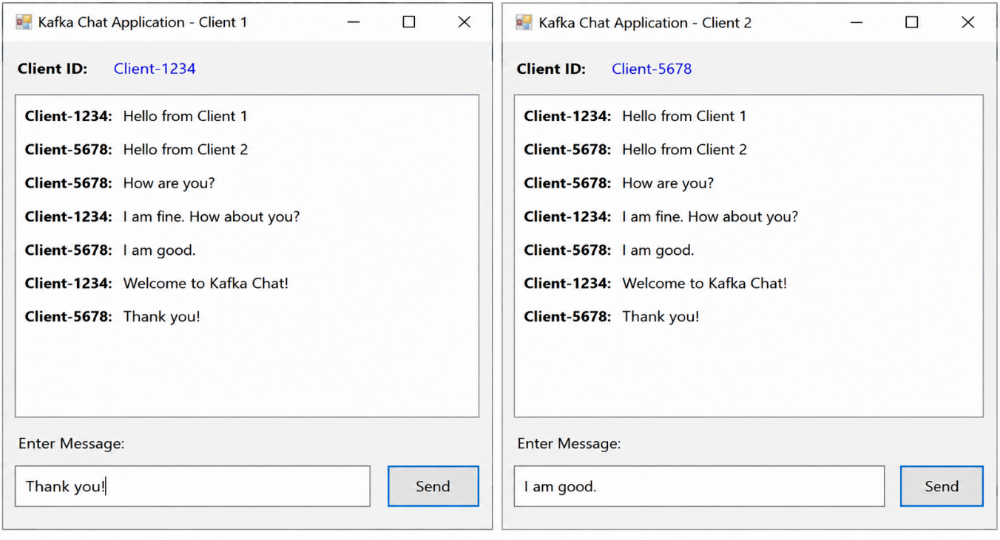 Kafka Chat Application - Client 1
Client ID: Client-1234
Client-1234: Hello from Client 1
Client-5678: Hello from Client 2
Client-5678: How are you?
Client-1234: I am fine. How about you?
Client-5678: I am good.
Client-1234: Welcome to Kafka Chat!
Client-5678: Thank you!
Enter Message:
Thank you!
Send
Kafka Chat Application - Client 2
Client ID: Client-5678
Client-1234: Hello from Client 1
Client-5678: Hello from Client 2
Client-5678: How are you?
Client-1234: I am fine. How about you?
Client-5678: I am good.
Client-1234: Welcome to Kafka Chat!
Client-5678: Thank you!
Enter Message:
I am good.
Send